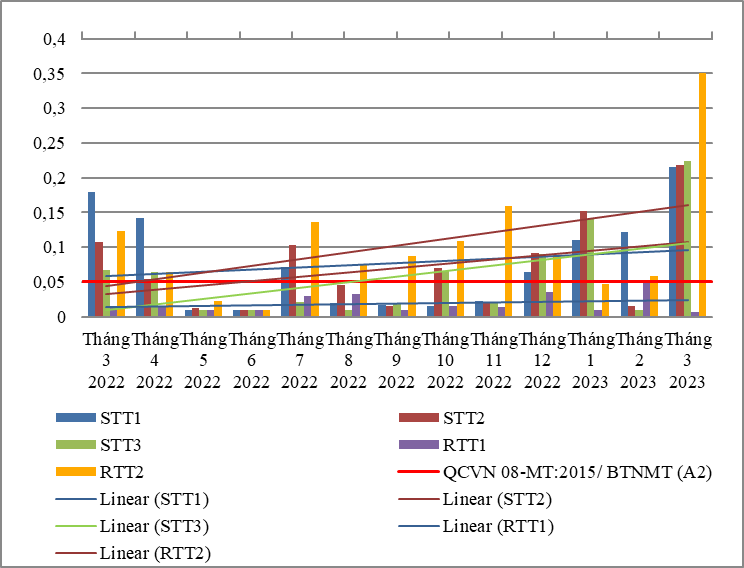 0,4
0,35
0,3
0,25
0,2
0,15
0,1
0,05
0
Tháng Tháng Tháng Tháng Tháng Tháng Tháng Tháng Tháng Tháng Tháng Tháng Tháng
3 4 5 6 7 8 9 10 11 12 1 2 3
2022 2022 2022 2022 2022 2022 2022 2022 2022 2022 2023 2023 2023
STT1 STT2
STT3 RTT1
RTT2 QCVN 08-MT:2015/ BTNMT (A2)
Linear (STT1) Linear (STT2)
Linear (STT3) Linear (RTT1)
Linear (RTT2)